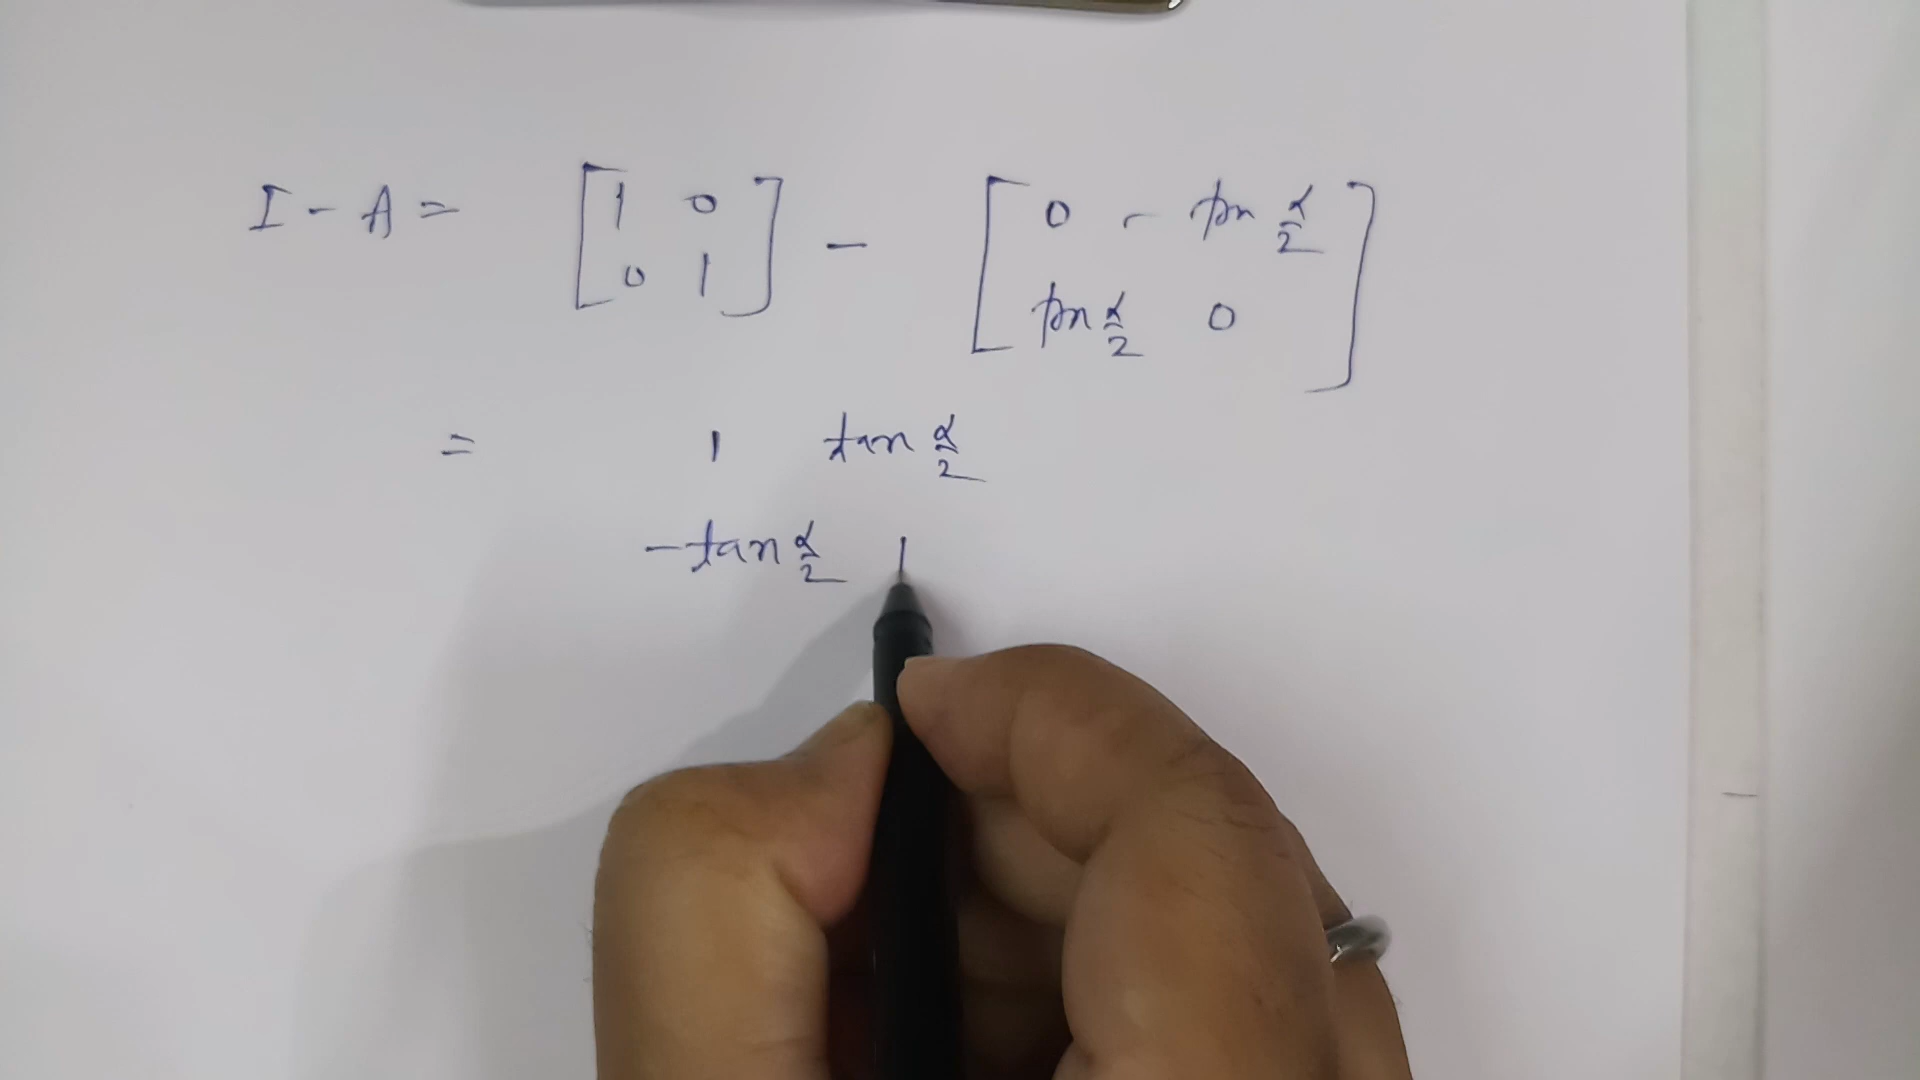 I - A = [1 0 0 1] - [0 - tan α/2 tan α/2 0]
= 1 tan α/2
- tan α/2 1